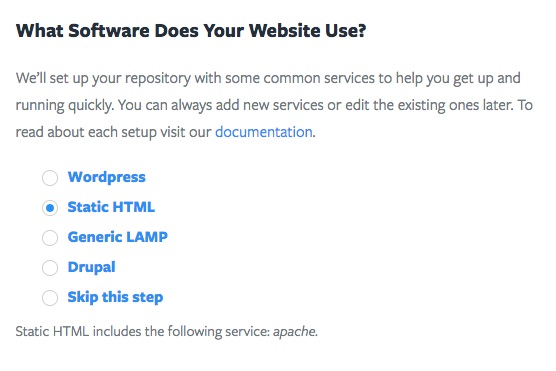 What Software Does Your Website Use?
We'll set up your repository with some common services to help you get up and
running quickly. You can always add new services or edit the existing ones later. To
read about each setup visit our documentation.
Wordpress
Static HTML
Generic LAMP
Drupal
Skip this step
Static HTML includes the following service: apache.